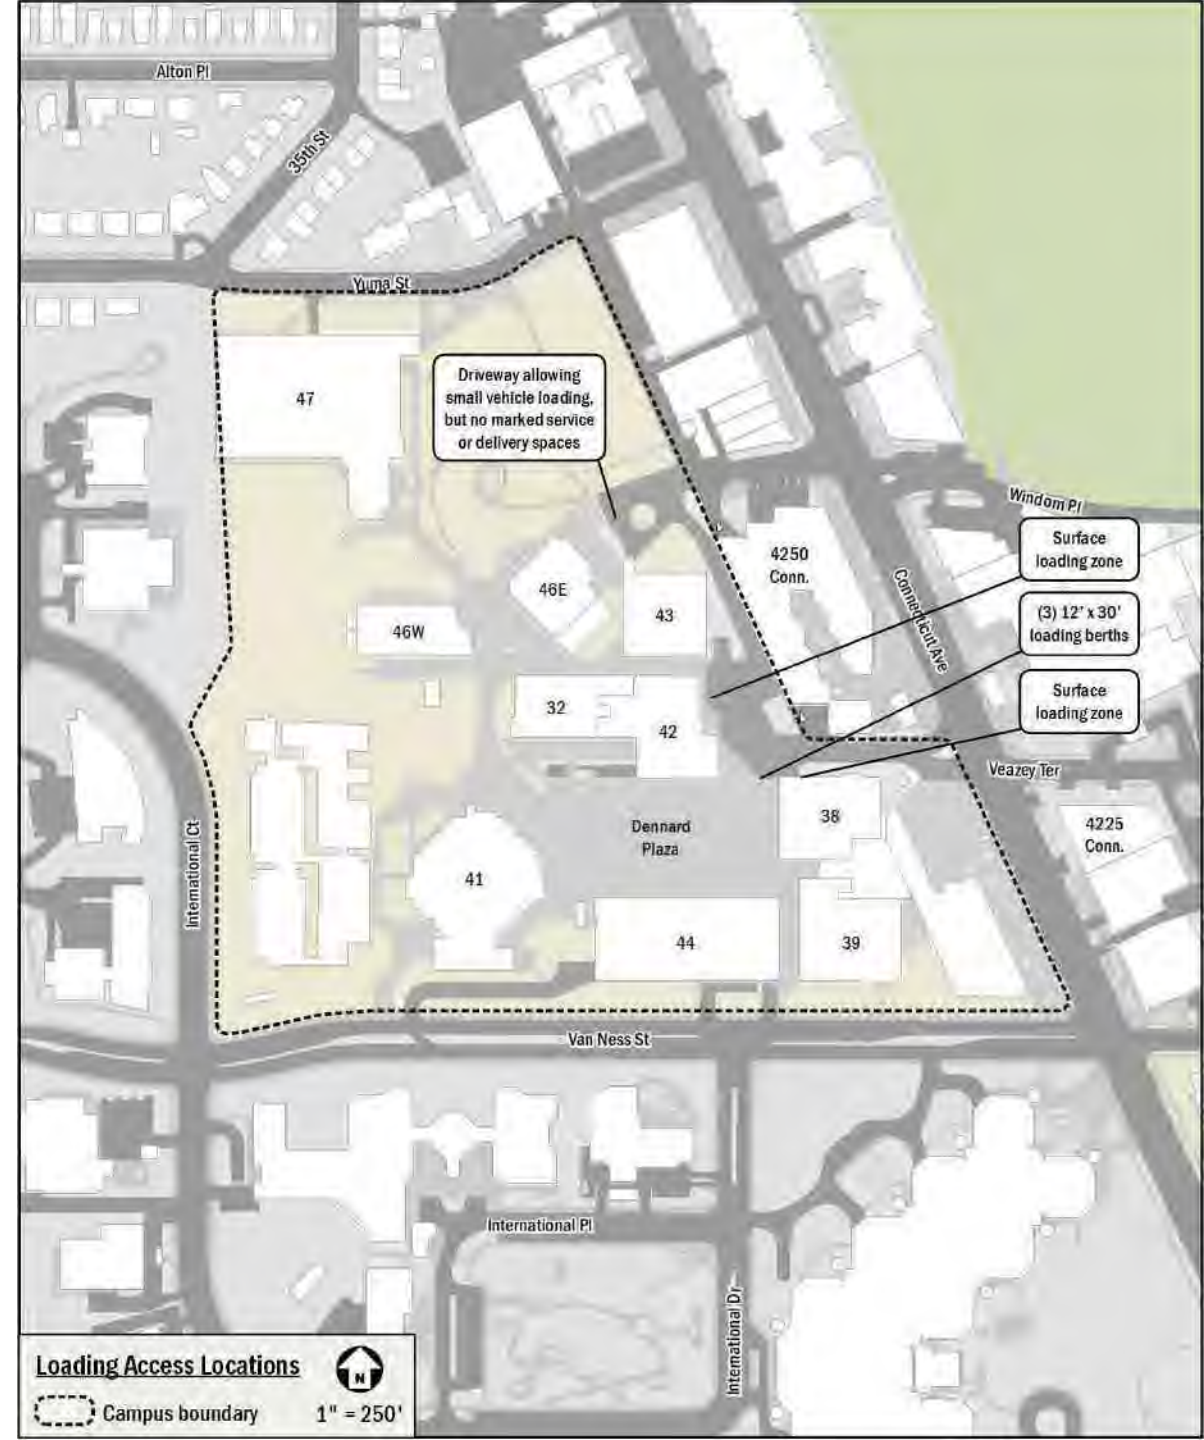 Alton Pl
35th St
Yuma St
Driveway allowing
small vehicle loading,
but no marked service
or delivery spaces
47
Windom Pl
Surface
loading zone
4250
Conn.
46E
43
46W
Connecticut Ave
(3) 12' x 30'
loading berths
32
42
Surface
loading zone
Veazey Ter
38
Dennard
Plaza
4225
Conn.
International Ct
41
44
39
Van Ness St
International Pl
International Dr
Loading Access Locations
N
Campus boundary
1" = 250'